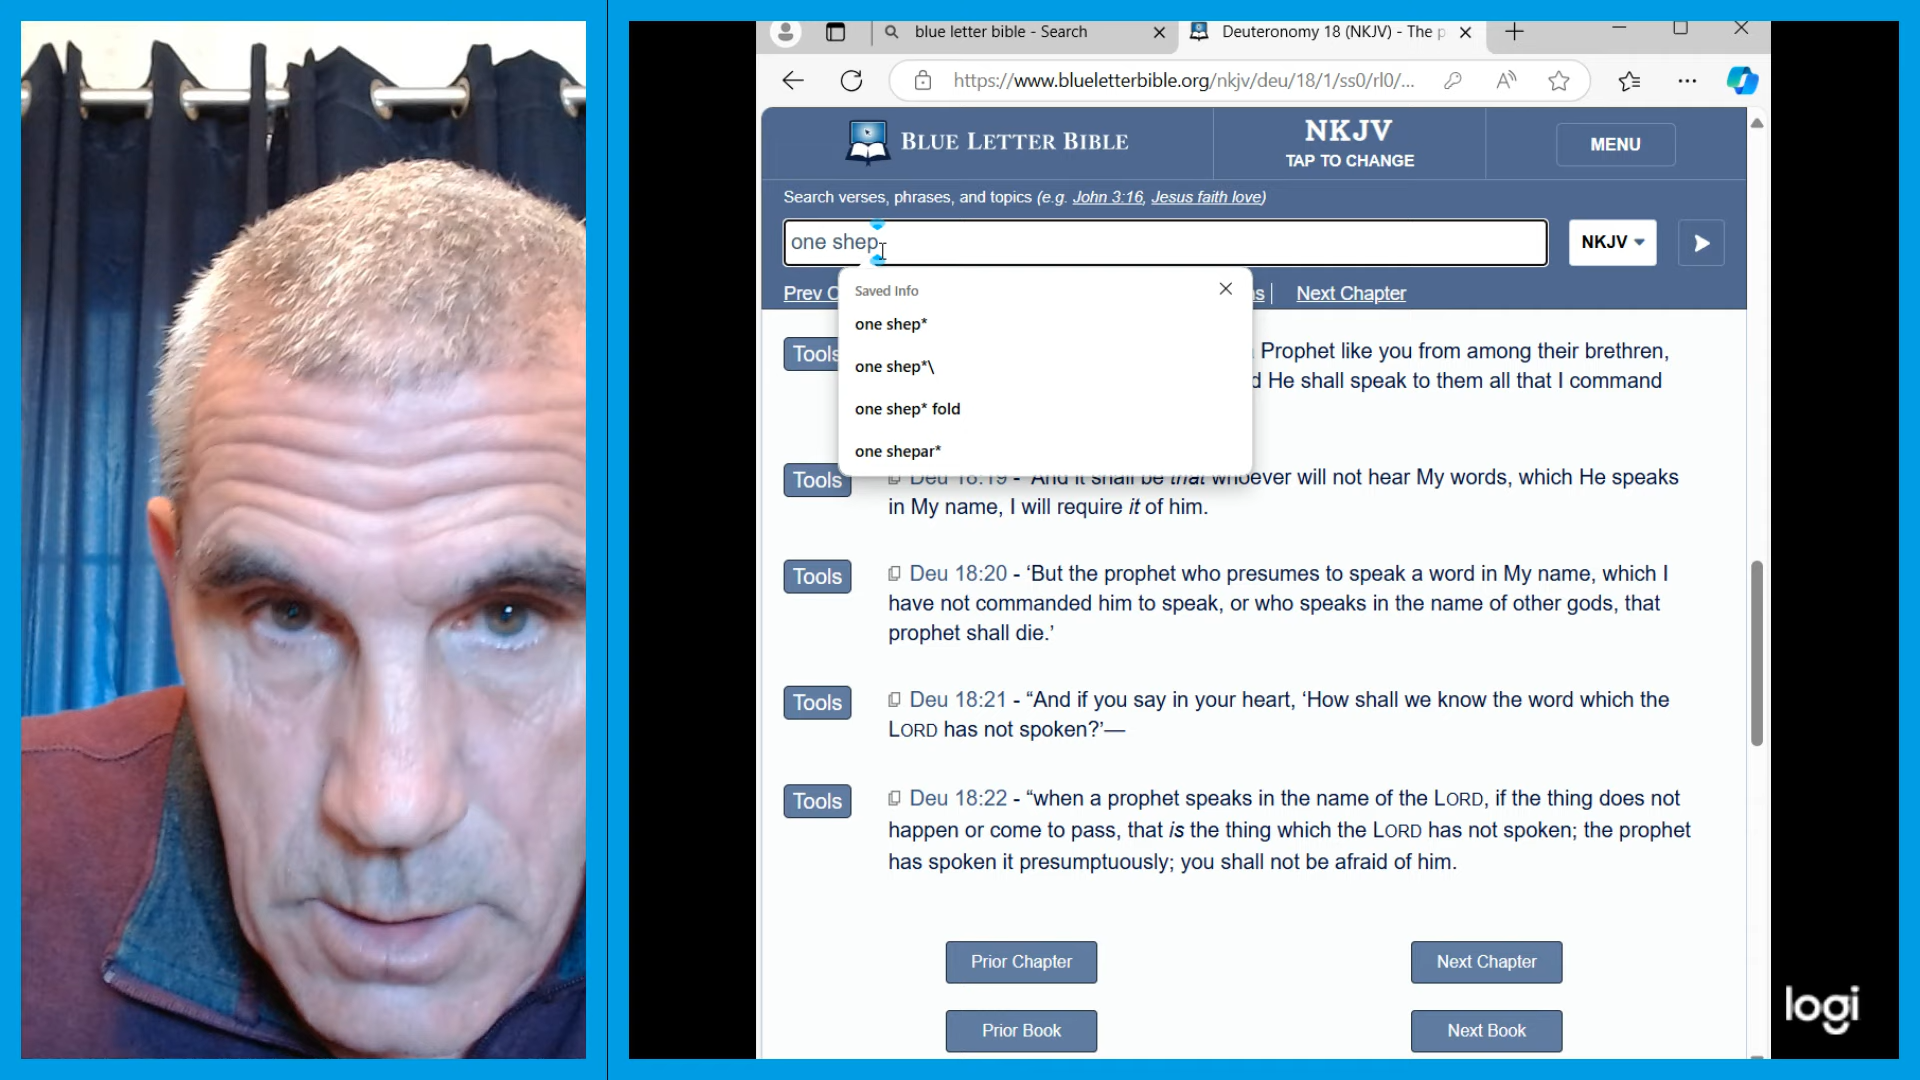 blue letter bible - Search
Deuteronomy 18 (NKJV) - The p
https://www.blueletterbible.org/nkjv/deu/18/1/ss0/rl0/...
BLUE LETTER BIBLE
NKJV
TAP TO CHANGE
MENU
Search verses, phrases, and topics (e.g. John 3:16, Jesus faith love)
one shep
NKJV
Prev C
s
Next Chapter
Saved Info
one shep*
one shep*\
one shep* fold
one shepar*
Tools
Prophet like you from among their brethren,
d He shall speak to them all that I command
Tools
Deu 18:19 - ‘And it shall be that whoever will not hear My words, which He speaks
in My name, I will require it of him.
Tools
Deu 18:20 - ‘But the prophet who presumes to speak a word in My name, which I
have not commanded him to speak, or who speaks in the name of other gods, that
prophet shall die.’
Tools
Deu 18:21 - “And if you say in your heart, ‘How shall we know the word which the
LORD has not spoken?’—
Tools
Deu 18:22 - “when a prophet speaks in the name of the LORD, if the thing does not
happen or come to pass, that is the thing which the LORD has not spoken; the prophet
has spoken it presumptuously; you shall not be afraid of him.
Prior Chapter
Next Chapter
Prior Book
Next Book
logi